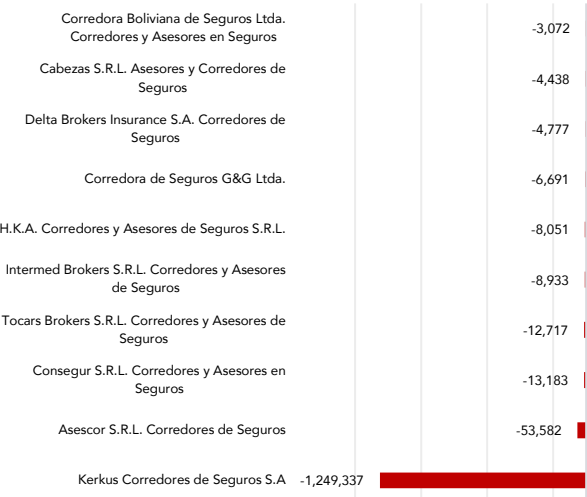 Corredora Boliviana de Seguros Ltda.
Corredores y Asesores en Seguros
-3,072
Cabezas S.R.L. Asesores y Corredores de
Seguros
-4,438
Delta Brokers Insurance S.A. Corredores de
Seguros
-4,777
Corredora de Seguros G&G Ltda.
-6,691
H.K.A. Corredores y Asesores de Seguros S.R.L.
-8,051
Intermed Brokers S.R.L. Corredores y Asesores
de Seguros
-8,933
Tocars Brokers S.R.L. Corredores y Asesores de
Seguros
-12,717
Consegur S.R.L. Corredores y Asesores en
Seguros
-13,183
Asescor S.R.L. Corredores de Seguros
-53,582
Kerkus Corredores de Seguros S.A
-1,249,337